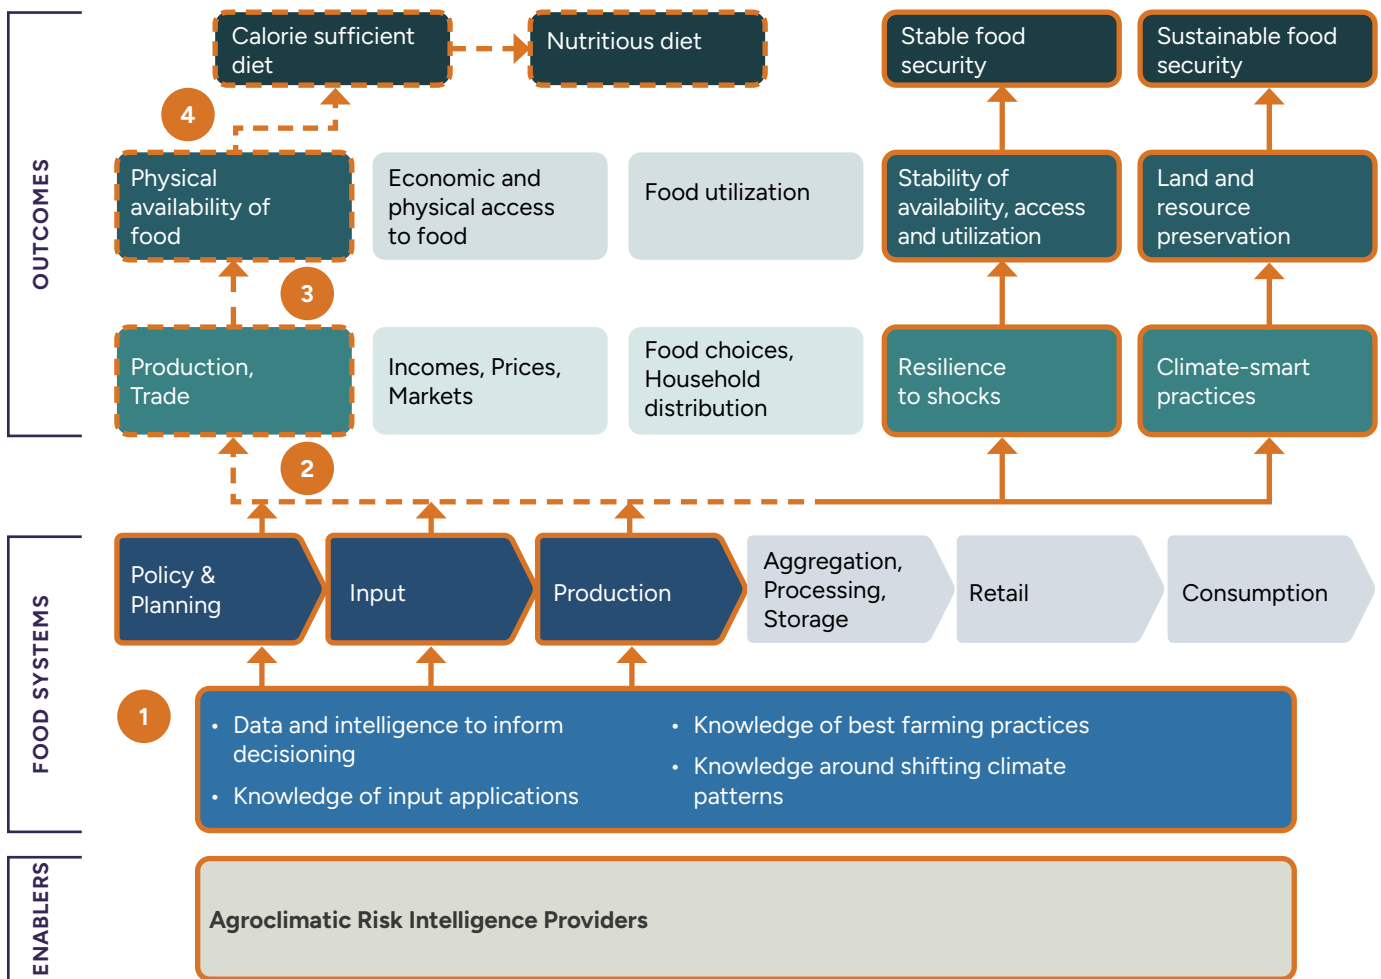 OUTCOMES
Calorie sufficient
diet
Nutritious diet
Stable food
security
Sustainable food
security
4
Physical
availability of
food
Economic and
physical access
to food
Food utilization
Stability of
availability, access
and utilization
Land and
resource
preservation
3
Production,
Trade
Incomes, Prices,
Markets
Food choices,
Household
distribution
Resilience
to shocks
Climate-smart
practices
2
FOOD SYSTEMS
Policy &
Planning
Input
Production
Aggregation,
Processing,
Storage
Retail
Consumption
1
• Data and intelligence to inform
decisioning
• Knowledge of input applications
• Knowledge of best farming practices
• Knowledge around shifting climate
patterns
ENABLERS
Agroclimatic Risk Intelligence Providers